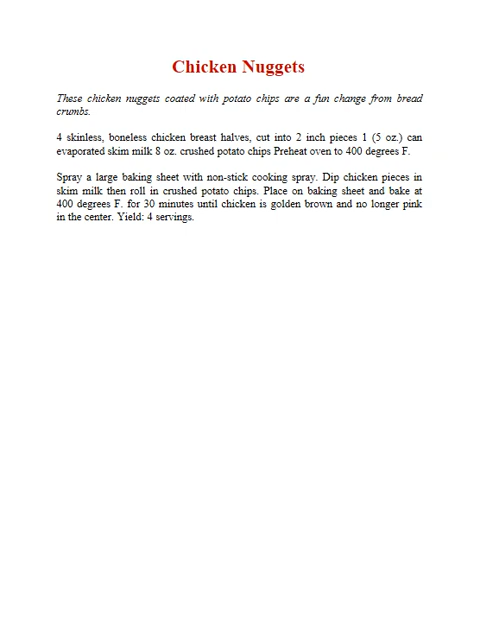 Chicken Nuggets
These chicken nuggets coated with potato chips are a fun change from bread
crumbs.
4 skinless, boneless chicken breast halves, cut into 2 inch pieces 1 (5 oz.) can
evaporated skim milk 8 oz. crushed potato chips Preheat oven to 400 degrees F.
Spray a large baking sheet with non-stick cooking spray. Dip chicken pieces in
skim milk then roll in crushed potato chips. Place on baking sheet and bake at
400 degrees F. for 30 minutes until chicken is golden brown and no longer pink
in the center. Yield: 4 servings.